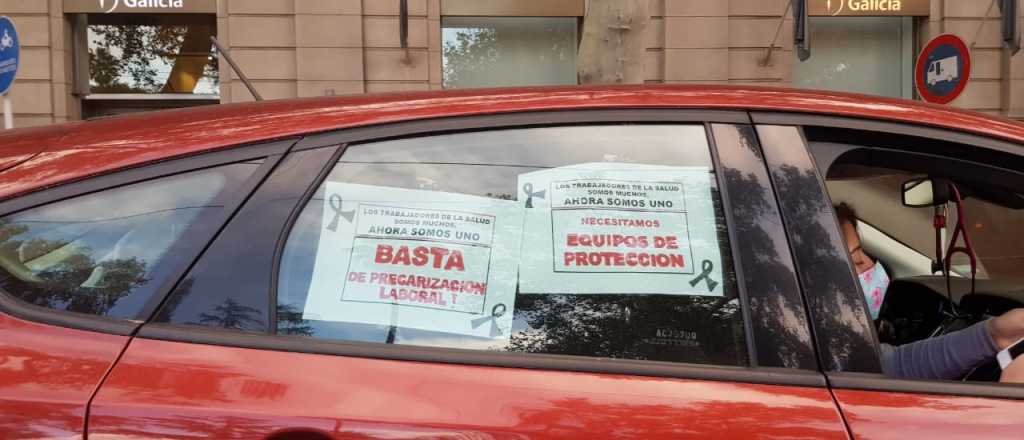 Galicia
Galicia
LOS TRABAJADORES DE LA SALUD
SOMOS MUCHOS,
AHORA SOMOS UNO
BASTA
DE PRECARIZACION
LABORAL !
LOS TRABAJADORES DE LA SALUD
SOMOS MUCHOS,
AHORA SOMOS UNO
NECESITAMOS
EQUIPOS DE
PROTECCION